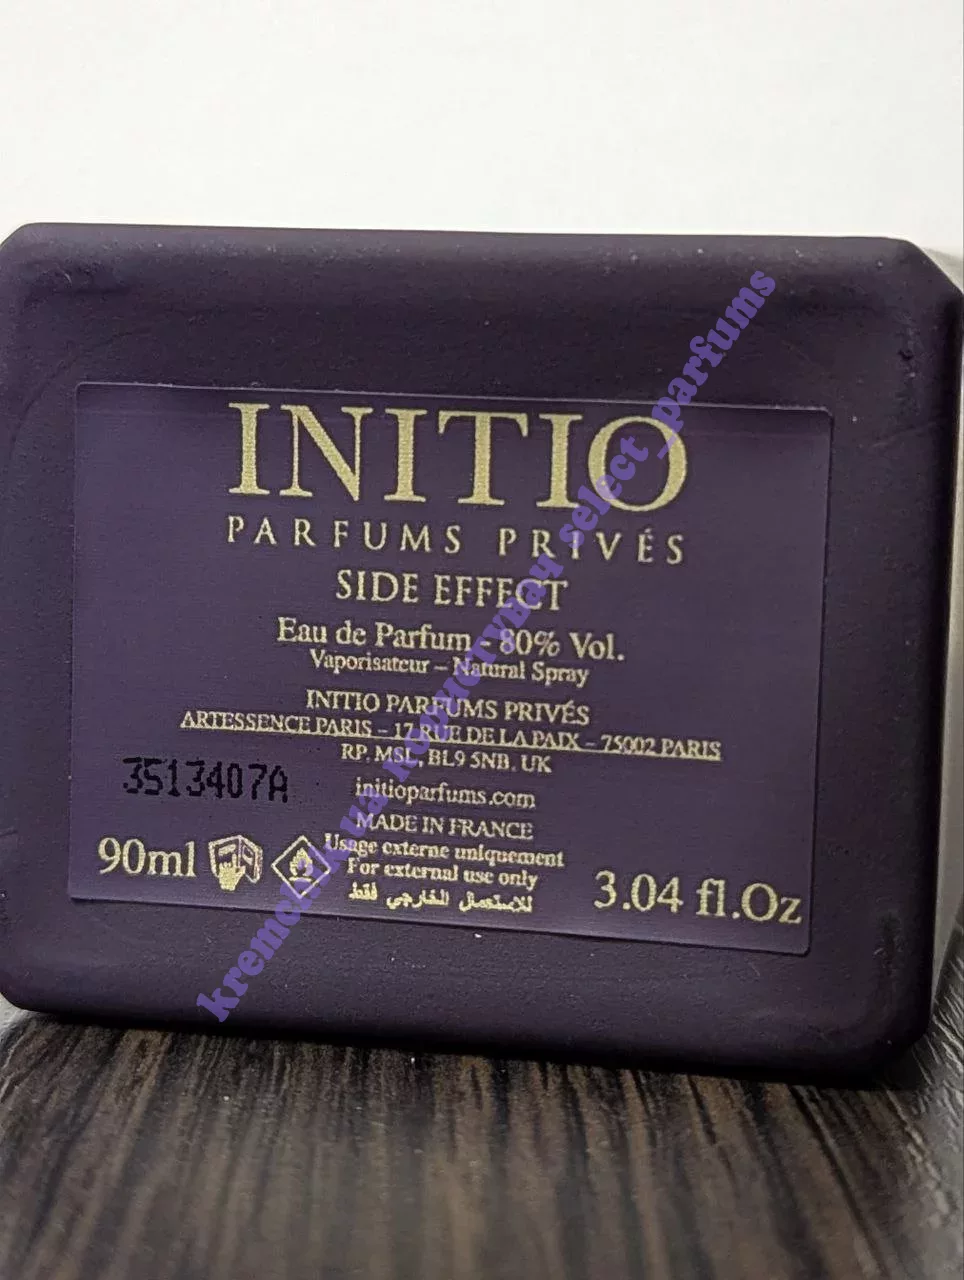 INITIO
PARFUMS PRIVÉS
SIDE EFFECT
Eau de Parfum - 80% Vol.
Vaporisateur – Natural Spray
INITIO PARFUMS PRIVÉS
ARTESSENCE PARIS – 17 RUE DE LA PAIX – 75002 PARIS
RP, MSL, BL9 5NB, UK
3513407A
initioparfums.com
MADE IN FRANCE
Usage externe uniquement
For external use only
للاستعمال الخارجي فقط
90ml
3.04 fl.Oz
користувач select_parfums